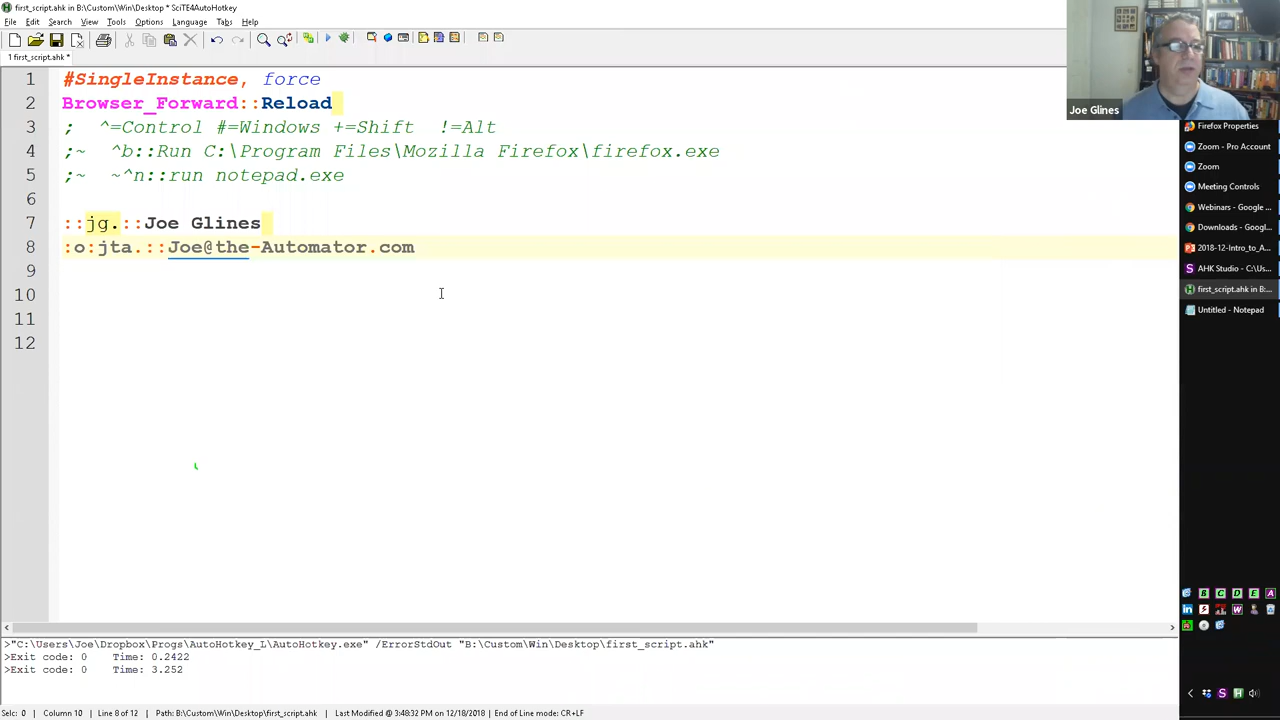 first_script.ahk in B:\Custom\Win\Desktop * SciTE4AutoHotkey
File Edit Search View Tools Options Language Tabs Help
1 first_script.ahk *
1 #SingleInstance, force
2 Browser_Forward::Reload
3 ;  ^=Control #=Windows +=Shift  !=Alt
4 ;~  ^b::Run C:\Program Files\Mozilla Firefox\firefox.exe
5 ;~  ~^n::run notepad.exe
6
7 ::jg.::Joe Glines
8 :o:jta.::Joe@the-Automator.com
9
10
11
12
Joe Glines
Firefox Properties
Zoom - Pro Account
Zoom
Meeting Controls
Webinars - Google ...
Downloads - Googl...
2018-12-Intro_to_A...
AHK Studio - C:\Us...
first_script.ahk in B:...
Untitled - Notepad
>"C:\Users\Joe\Dropbox\Progs\AutoHotkey_L\AutoHotkey.exe" /ErrorStdOut "B:\Custom\Win\Desktop\first_script.ahk"
>Exit code: 0    Time: 0.2422
>Exit code: 0    Time: 3.252
Selc: 0 | Column 10 | Line 8 of 12 | Path: B:\Custom\Win\Desktop\first_script.ahk | Last Modified @ 3:48:32 PM on 12/18/2018 | End of Line mode: CR+LF